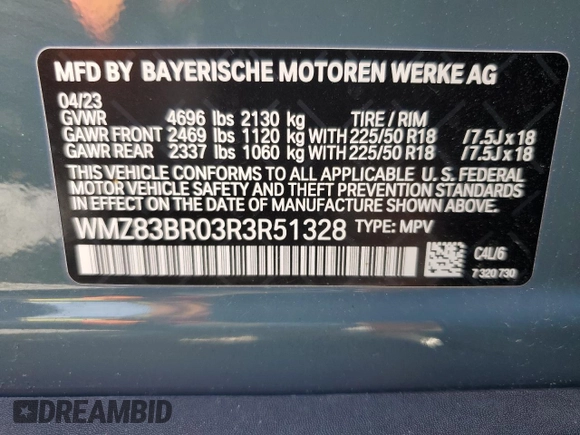 MFD BY BAYERISCHE MOTOREN WERKE AG
04/23
GVWR 4696 lbs 2130 kg TIRE / RIM
GAWR FRONT 2469 lbs 1120 kg WITH 225/50 R18 /7.5J x 18
GAWR REAR 2337 lbs 1060 kg WITH 225/50 R18 /7.5J x 18
THIS VEHICLE CONFORMS TO ALL APPLICABLE U. S. FEDERAL
MOTOR VEHICLE SAFETY AND THEFT PREVENTION STANDARDS
IN EFFECT ON THE DATE OF MANUFACTURE SHOWN ABOVE.
WMZ83BR03R3R51328 TYPE: MPV
C4L/6
7 320 730
DREAMBID